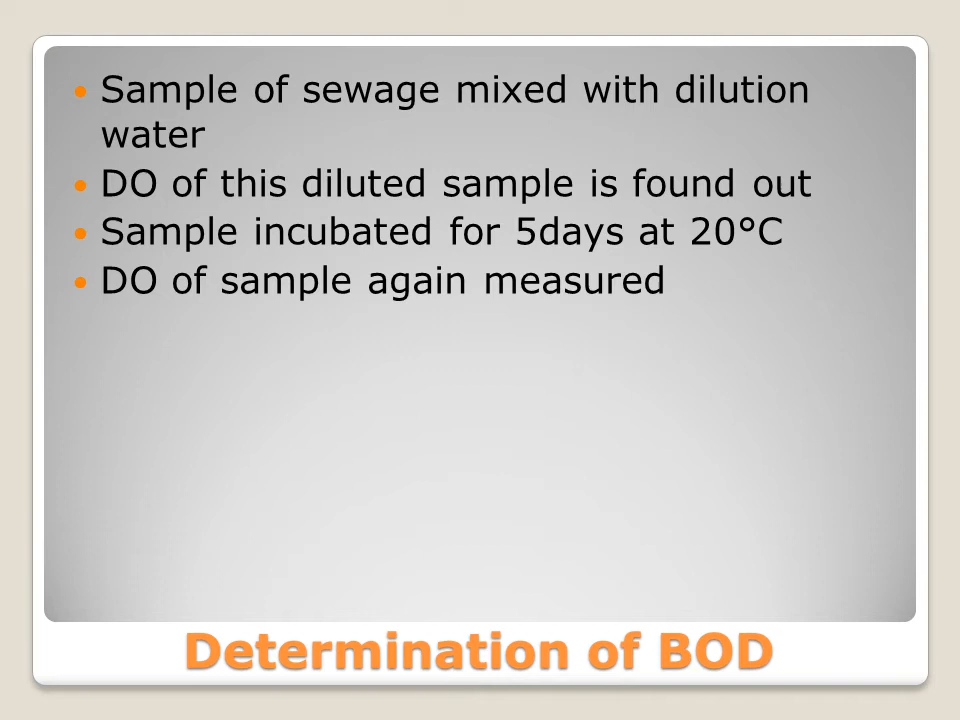 • Sample of sewage mixed with dilution
water
• DO of this diluted sample is found out
• Sample incubated for 5days at 20°C
• DO of sample again measured
Determination of BOD